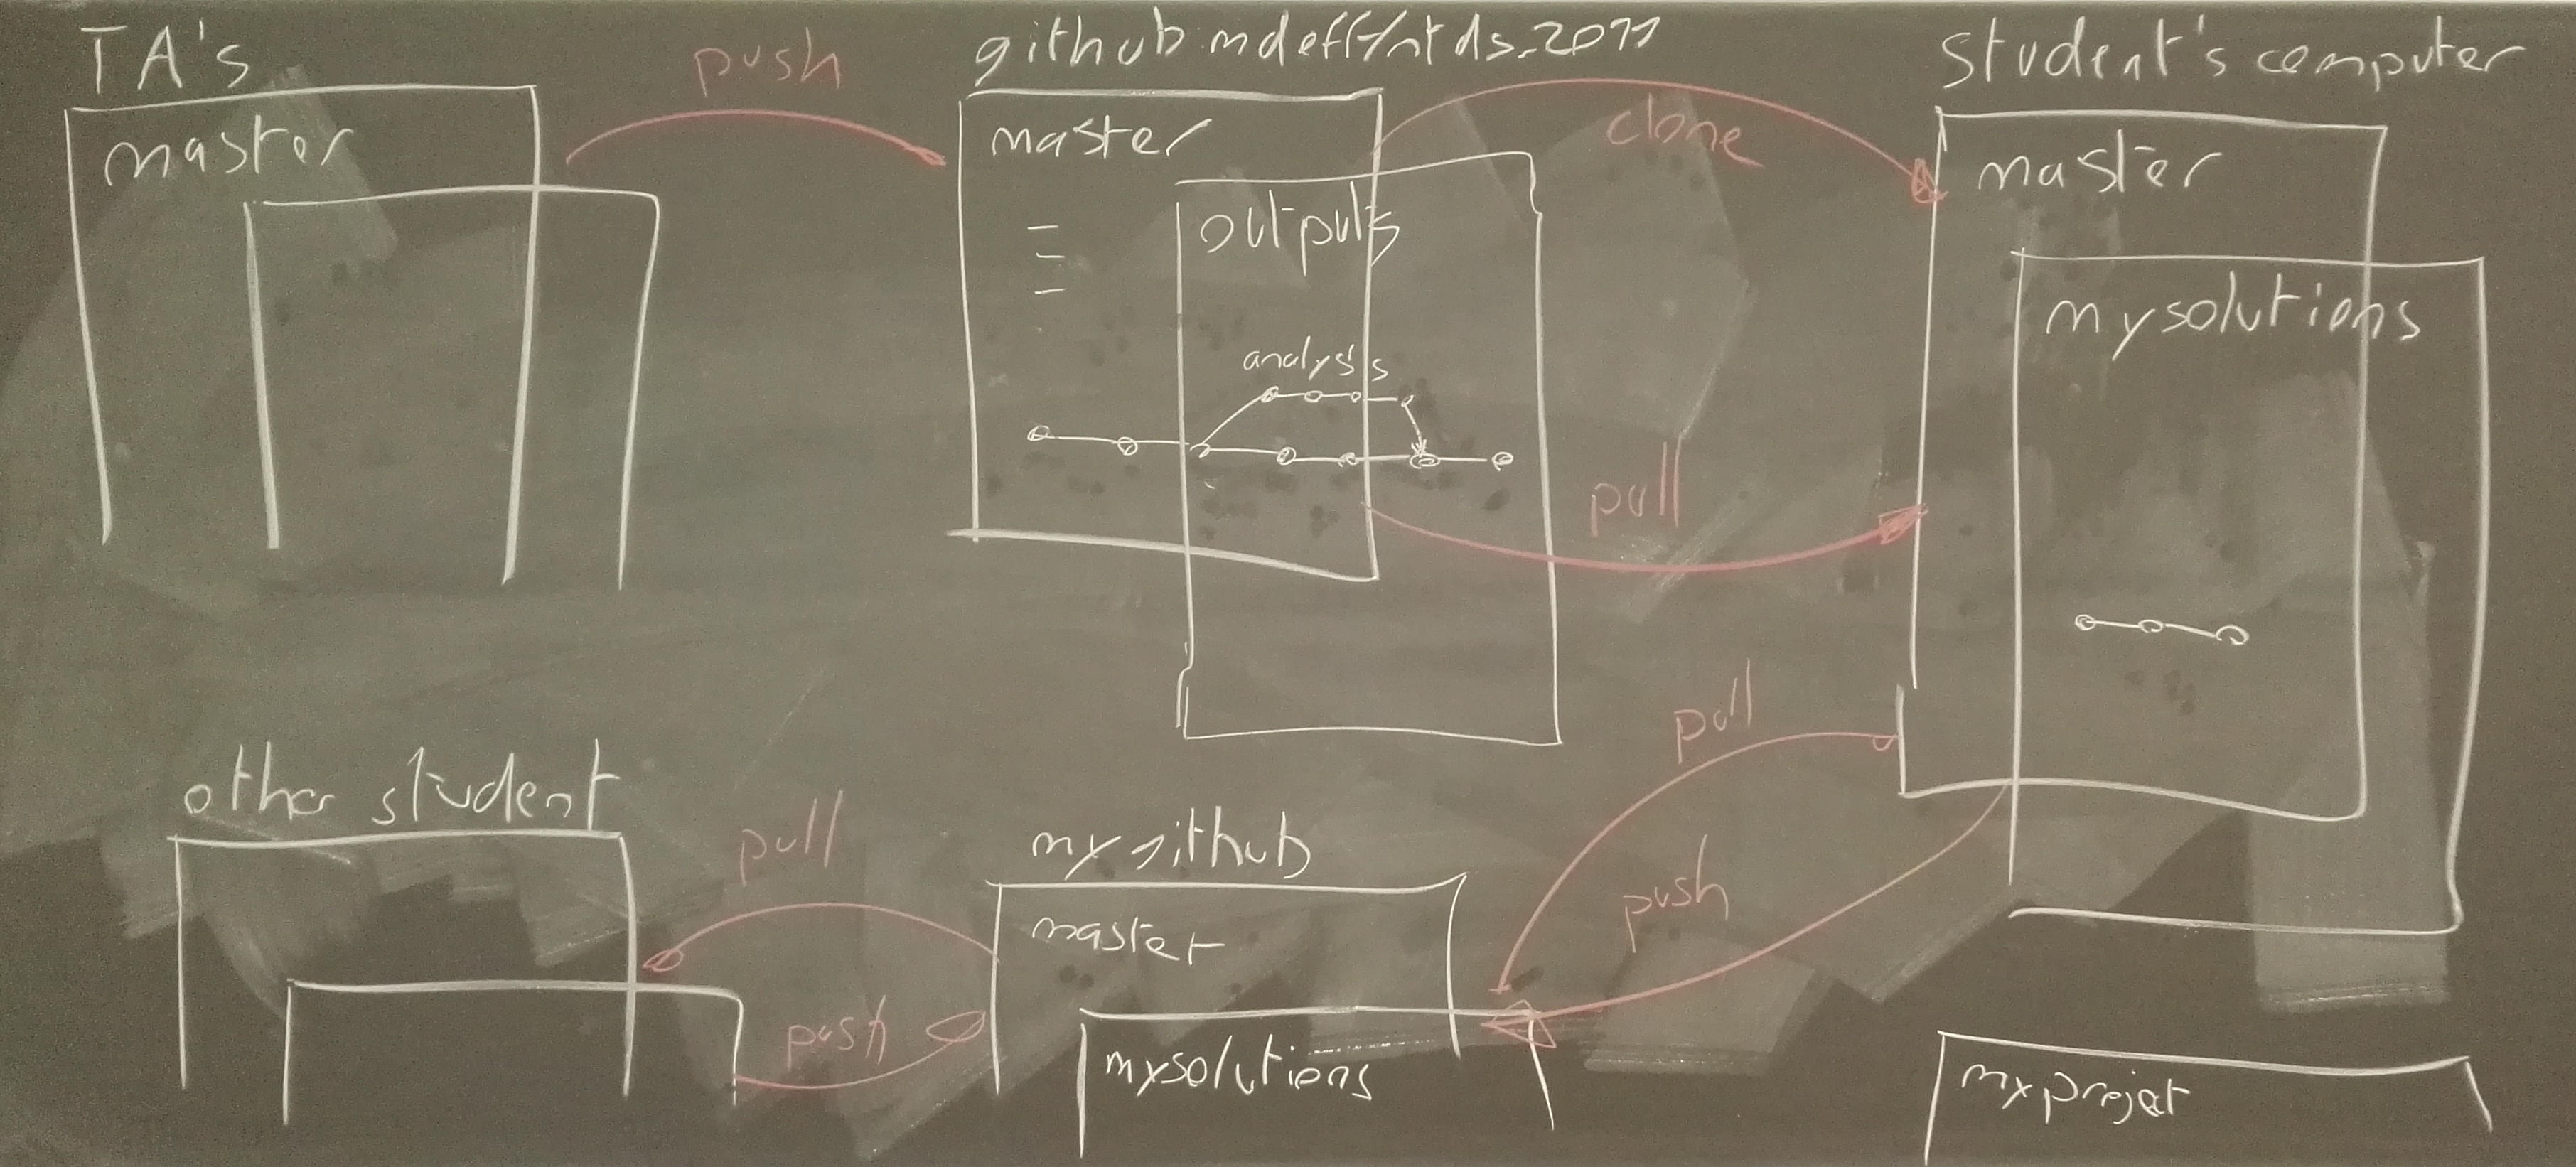 TA's
push
github: mdeff/ntds_2017
student's computer
master
master
clone
master
outputs
mysolutions
analysis
pull
pull
other student
pull
my github
push
master
push
mysolutions
myprojet